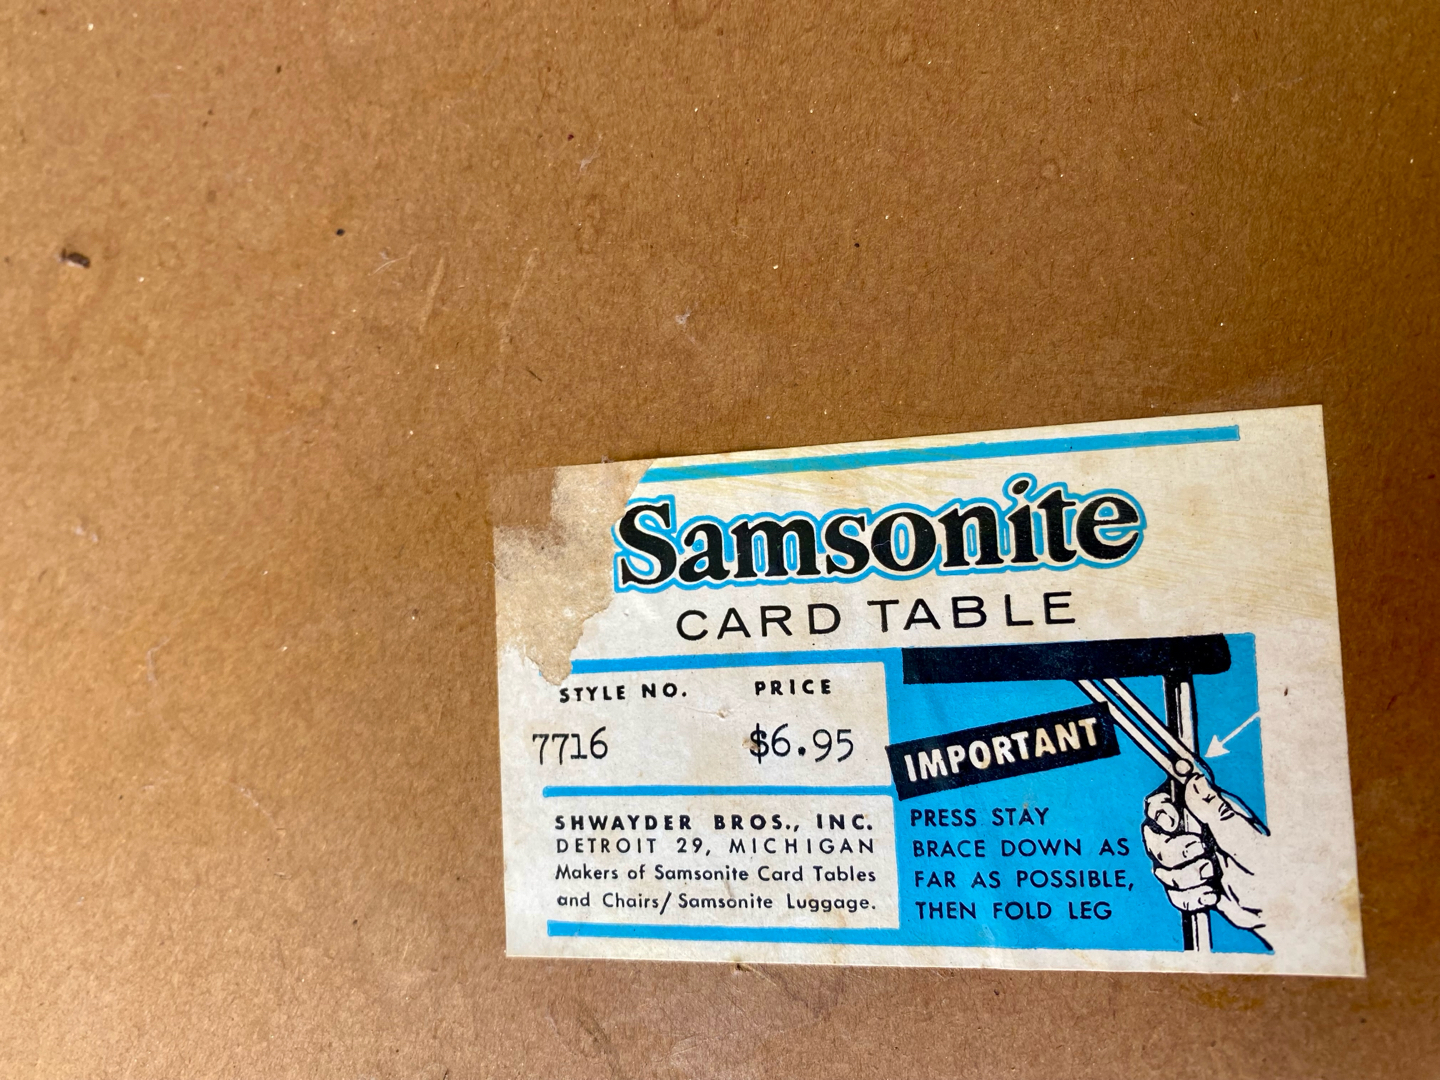 Samsonite
CARD TABLE
STYLE NO. PRICE
7716 $6.95
SHWAYDER BROS., INC.
DETROIT 29, MICHIGAN
Makers of Samsonite Card Tables
and Chairs/Samsonite Luggage.
IMPORTANT
PRESS STAY
BRACE DOWN AS
FAR AS POSSIBLE,
THEN FOLD LEG